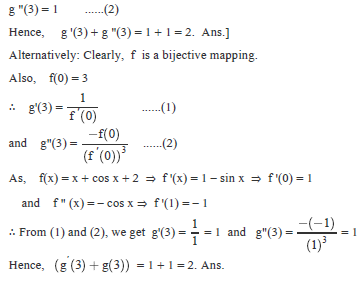 g "(3) = 1 ......(2)
Hence, g '(3) + g "(3) = 1 + 1 = 2. Ans.]
Alternatively: Clearly, f is a bijective mapping.
Also, f(0) = 3
∴ g'(3) = 1 / f '(0) ......(1)
and g"(3) = −f(0) / (f '(0))³ ......(2)
As, f(x) = x + cos x + 2 ⇒ f '(x) = 1 − sin x ⇒ f '(0) = 1
and f " (x) = − cos x ⇒ f '(1) = − 1
∴ From (1) and (2), we get g'(3) = 1/1 = 1 and g"(3) = −(−1) / (1)³ = 1
Hence, (g '(3) + g(3)) = 1 + 1 = 2. Ans.